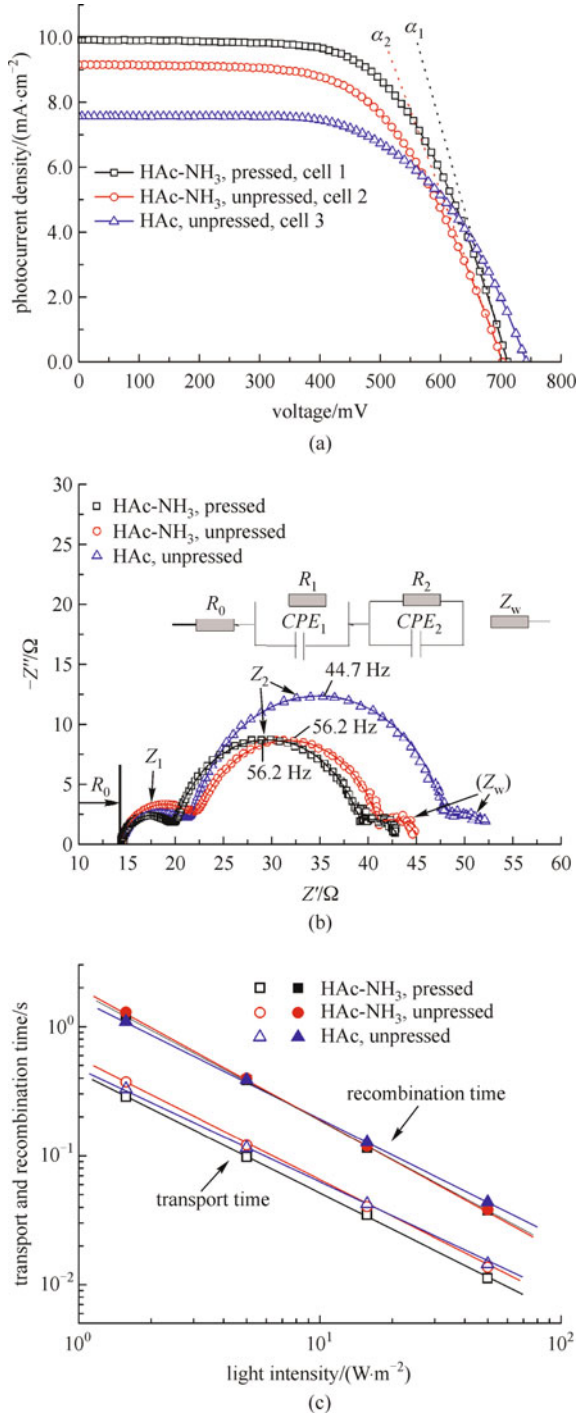 α₂ α₁
10.0
8.0
6.0
4.0
2.0
0.0
photocurrent density/(mA·cm⁻²)
HAc-NH₃, pressed, cell 1
HAc-NH₃, unpressed, cell 2
HAc, unpressed, cell 3
0 100 200 300 400 500 600 700 800
voltage/mV
(a)
30
25
20
15
10
5
0
−Z″/Ω
HAc-NH₃, pressed
HAc-NH₃, unpressed
HAc, unpressed
R₀ R₁ CPE₁ R₂ CPE₂ Z_w
Z₂ 44.7 Hz
56.2 Hz
56.2 Hz
Z₁
R₀
(Z_w)
10 15 20 25 30 35 40 45 50 55 60
Z′/Ω
(b)
transport and recombination time/s
10⁰
10⁻¹
10⁻²
HAc-NH₃, pressed
HAc-NH₃, unpressed
HAc, unpressed
recombination time
transport time
10⁰ 10¹ 10²
light intensity/(W·m⁻²)
(c)